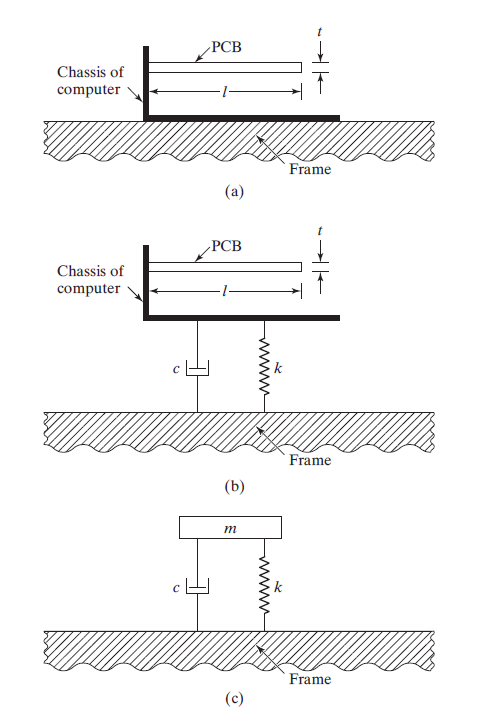 t
PCB
Chassis of
computer
l
Frame
(a)
t
PCB
Chassis of
computer
l
c
k
Frame
(b)
m
c
k
Frame
(c)